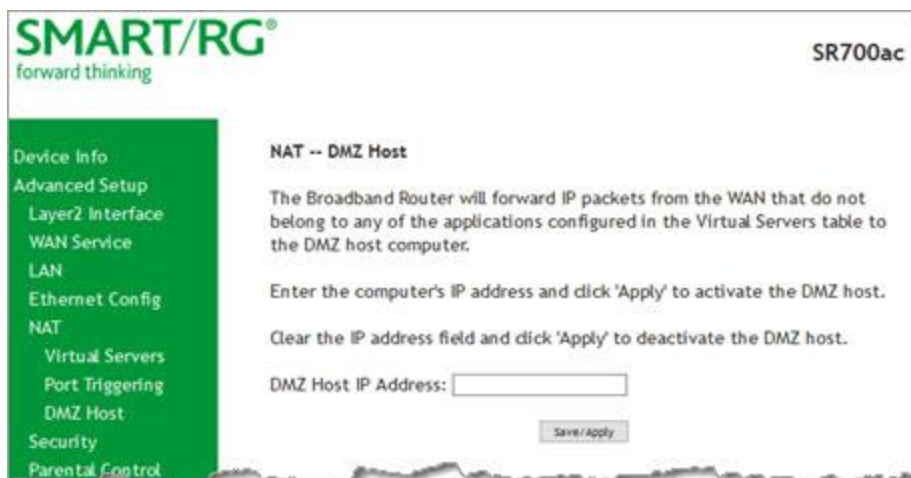 SMART/RG®
forward thinking
SR700ac
Device Info
Advanced Setup
Layer2 Interface
WAN Service
LAN
Ethernet Config
NAT
Virtual Servers
Port Triggering
DMZ Host
Security
Parental Control
NAT -- DMZ Host
The Broadband Router will forward IP packets from the WAN that do not
belong to any of the applications configured in the Virtual Servers table to
the DMZ host computer.
Enter the computer's IP address and click 'Apply' to activate the DMZ host.
Clear the IP address field and click 'Apply' to deactivate the DMZ host.
DMZ Host IP Address:
Save/Apply